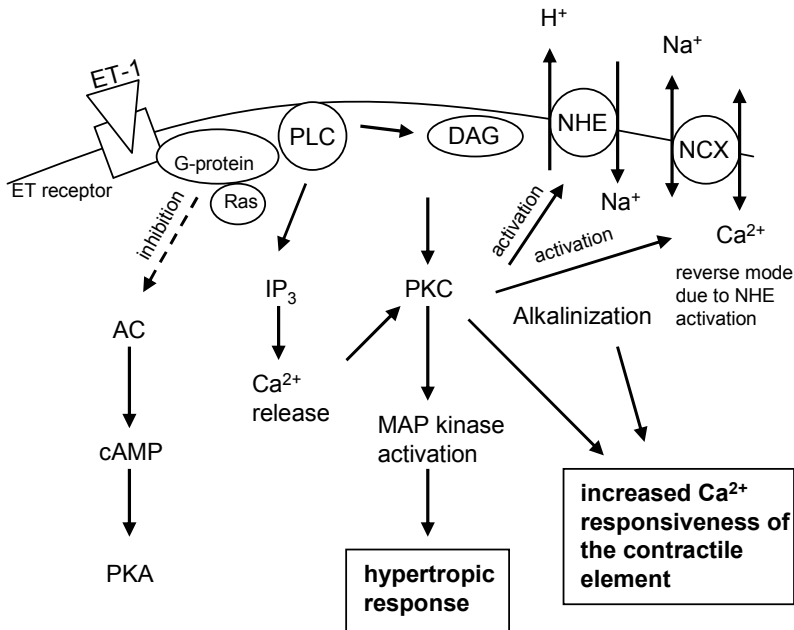 H⁺
Na⁺
ET-1
PLC
DAG
NHE
NCX
G-protein
ET receptor
Ras
Na⁺
inhibition
activation
activation
Ca²⁺
reverse mode
due to NHE
activation
IP₃
PKC
Alkalinization
AC
Ca²⁺
release
MAP kinase
activation
cAMP
increased Ca²⁺
responsiveness of
the contractile
element
PKA
hypertropic
response